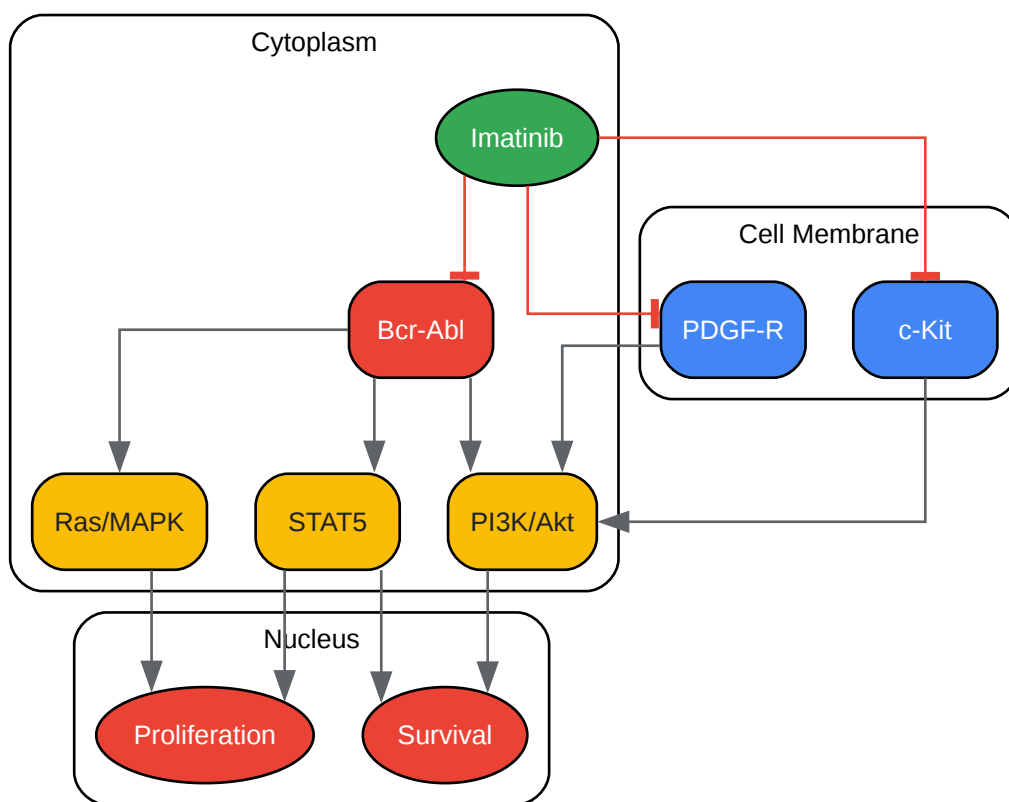 Cytoplasm
Imatinib
Cell Membrane
Bcr-Abl
PDGF-R
c-Kit
Ras/MAPK
STAT5
PI3K/Akt
Nucleus
Proliferation
Survival